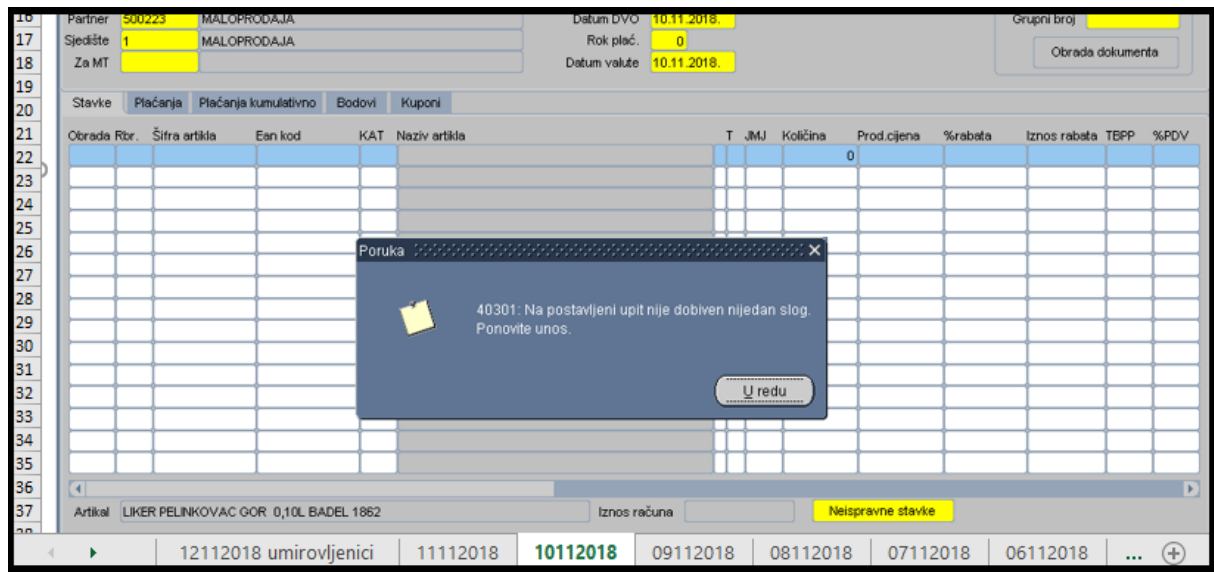 16 Partner 500223 MALOPRODAJA Datum DVO 10.11.2018. Grupni broj
17 Sjedište 1 MALOPRODAJA Rok plać. 0 Obrada dokumenta
18 Za MT Datum valute 10.11.2018.
19
20 Stavke Plaćanja Plaćanja kumulativno Bodovi Kuponi
21 Obrada Rbr. Šifra artikla Ean kod KAT Naziv artikla T JMJ Količina Prod.cijena %rabata Iznos rabata TBPP %PDV
22 0
23
24
25
26 Poruka
27
28 40301: Na postavljeni upit nije dobiven nijedan slog.
29 Ponovite unos.
30
31
32 U redu
33
34
35
36
37 Artikal LIKER PELINKOVAC GOR 0,10L BADEL 1862 Iznos računa Neispravne stavke
12112018 umirovljenici 11112018 10112018 09112018 08112018 07112018 06112018 ...